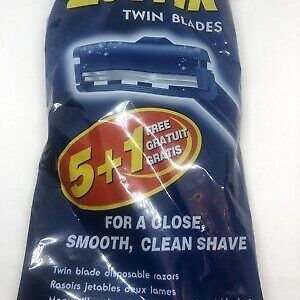 TWIN BLADES
5+1
FREE
GRATUIT
GRATIS
FOR A CLOSE,
SMOOTH, CLEAN SHAVE
Twin blade disposable razors
Rasoirs jetables deux lames